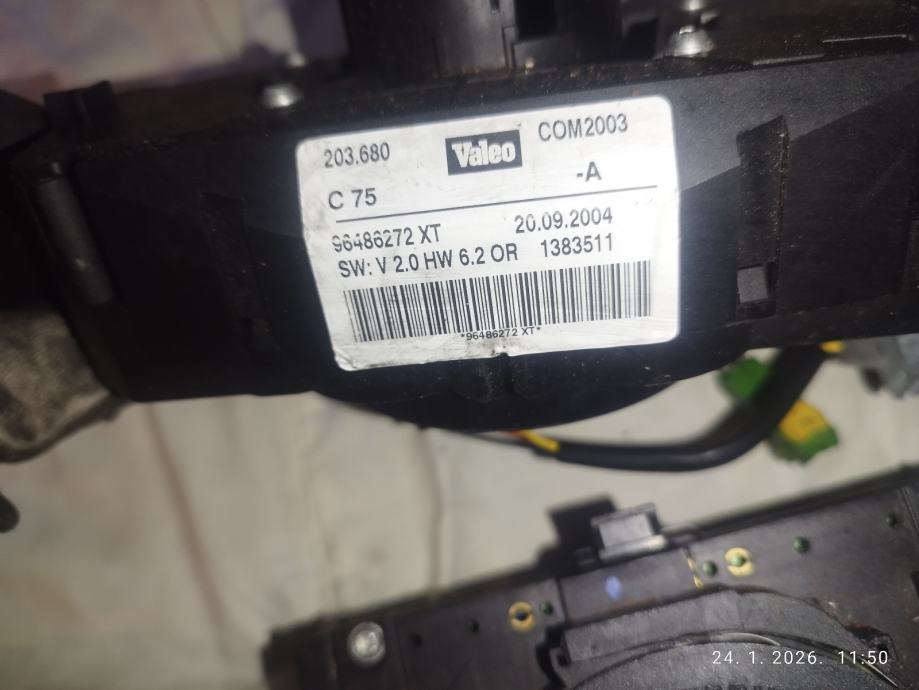 203.680 Valeo COM2003
C 75 -A
96486272 XT 20.09.2004
SW: V 2.0 HW 6.2 OR 1383511
*96486272 XT*
24. 1. 2026. 11:50